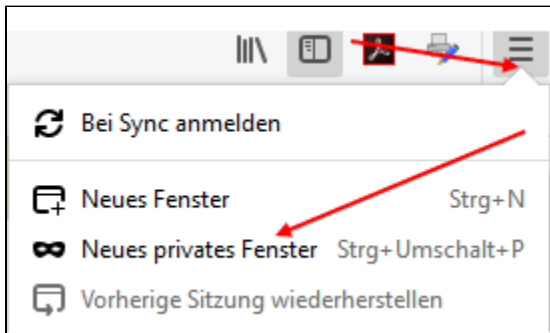 Bei Sync anmelden
Neues Fenster Strg+N
Neues privates Fenster Strg+Umschalt+P
Vorherige Sitzung wiederherstellen